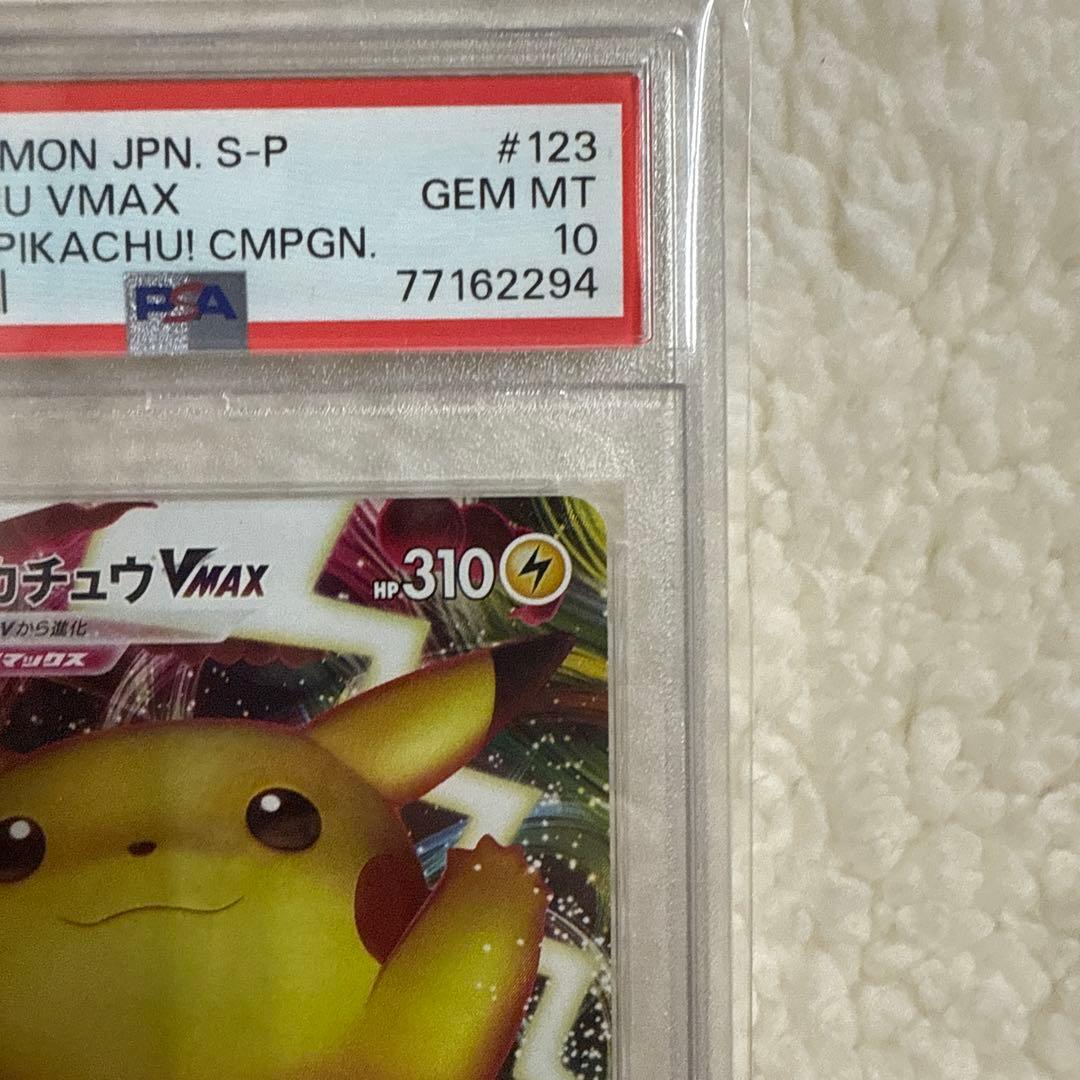 MON JPN. S-P #123
U VMAX GEM MT
PIKACHU! CMPGN. 10
77162294
PSA
カチュウVMAX HP310
Vから進化
マックス